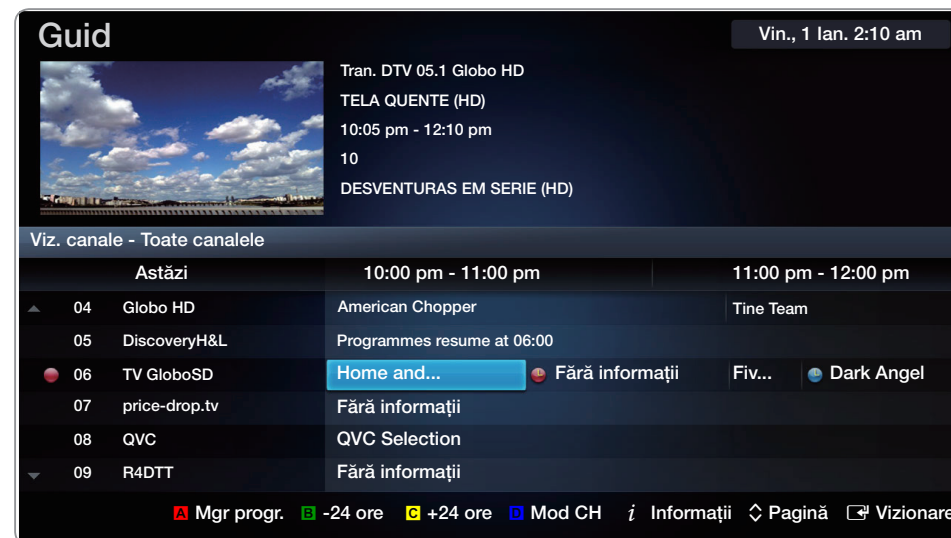 Guid
Vin., 1 Ian. 2:10 am
Tran. DTV 05.1 Globo HD
TELA QUENTE (HD)
10:05 pm - 12:10 pm
10
DESVENTURAS EM SERIE (HD)
Viz. canale - Toate canalele
Astăzi 10:00 pm - 11:00 pm 11:00 pm - 12:00 pm
04 Globo HD American Chopper Tine Team
05 DiscoveryH&L Programmes resume at 06:00
06 TV GloboSD Home and... Fără informații Fiv... Dark Angel
07 price-drop.tv Fără informații
08 QVC QVC Selection
09 R4DTT Fără informații
A Mgr progr. B -24 ore C +24 ore D Mod CH i Informații Pagină Vizionare